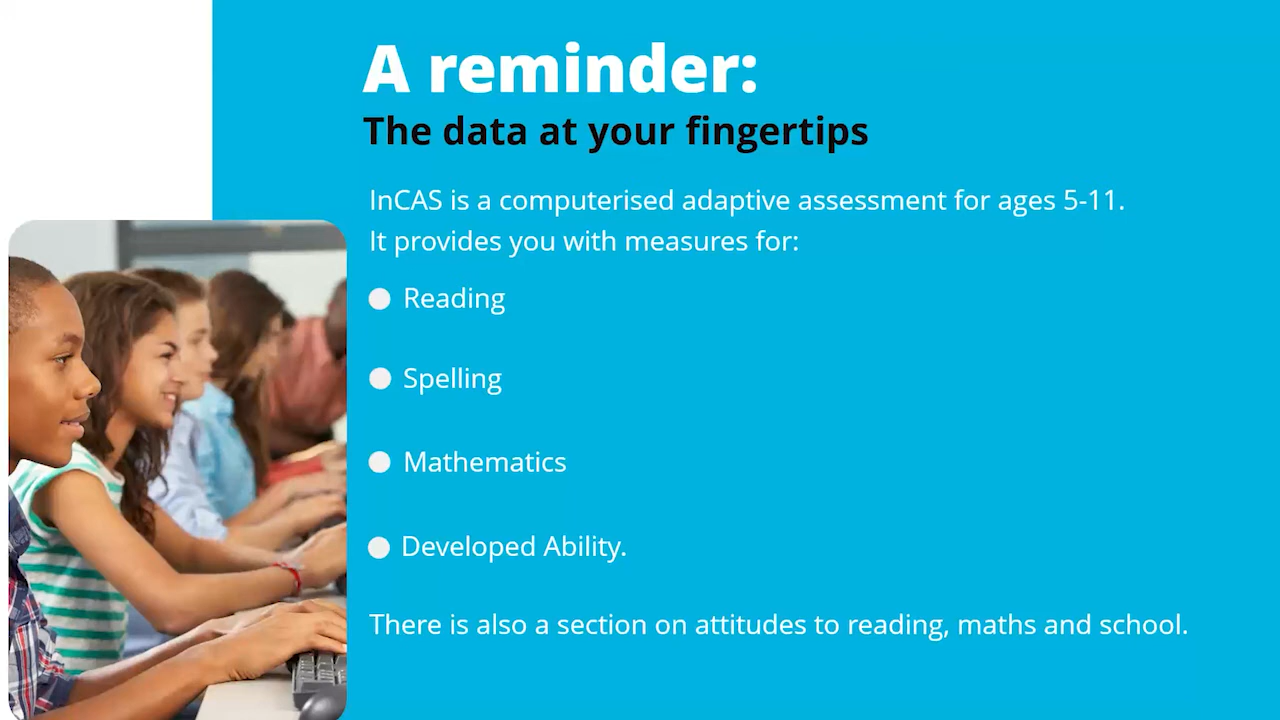 A reminder:
The data at your fingertips
InCAS is a computerised adaptive assessment for ages 5-11.
It provides you with measures for:
Reading
Spelling
Mathematics
Developed Ability.
There is also a section on attitudes to reading, maths and school.